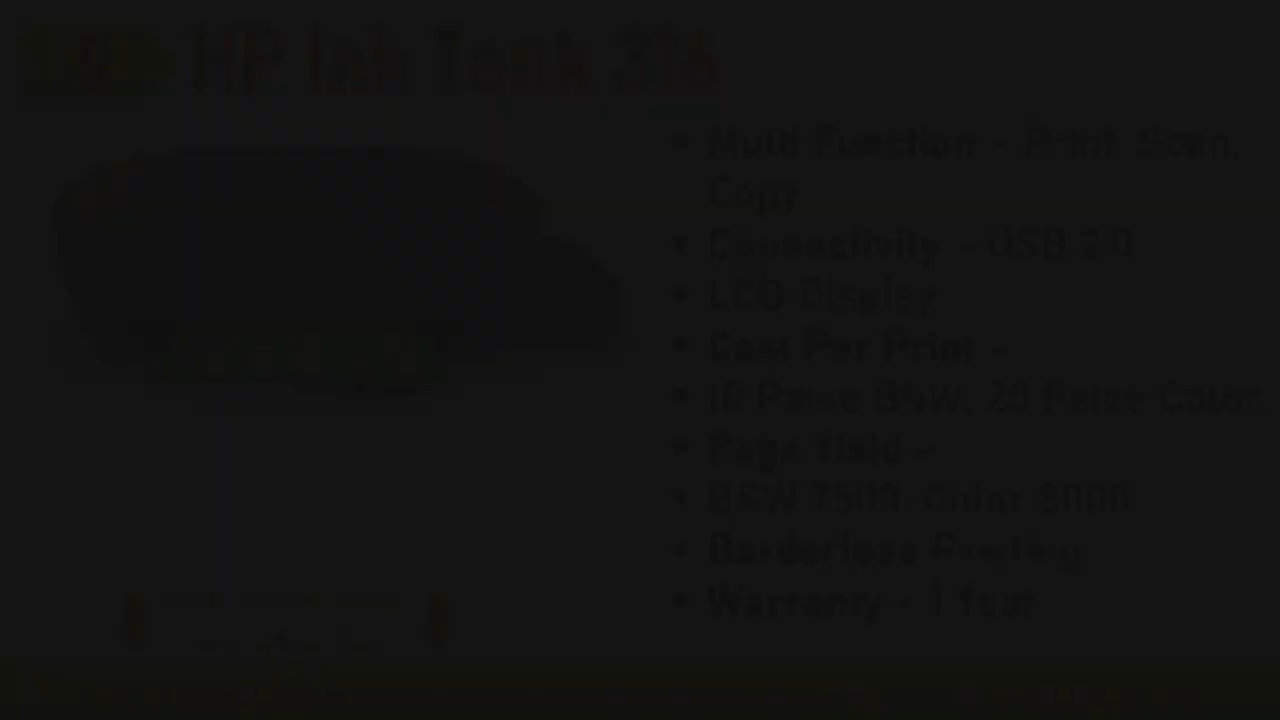 HP Ink Tank 316
• Multi Function - Print Scan,
Copy
• Connectivity - USB 2.0
• LCD Display
• Cost Per Print -
• 10 Paise B&W, 20 Paise Color
• Page Yield -
• B&W 7500, Color 8000
• Borderless Printing
• Warranty - 1 Year